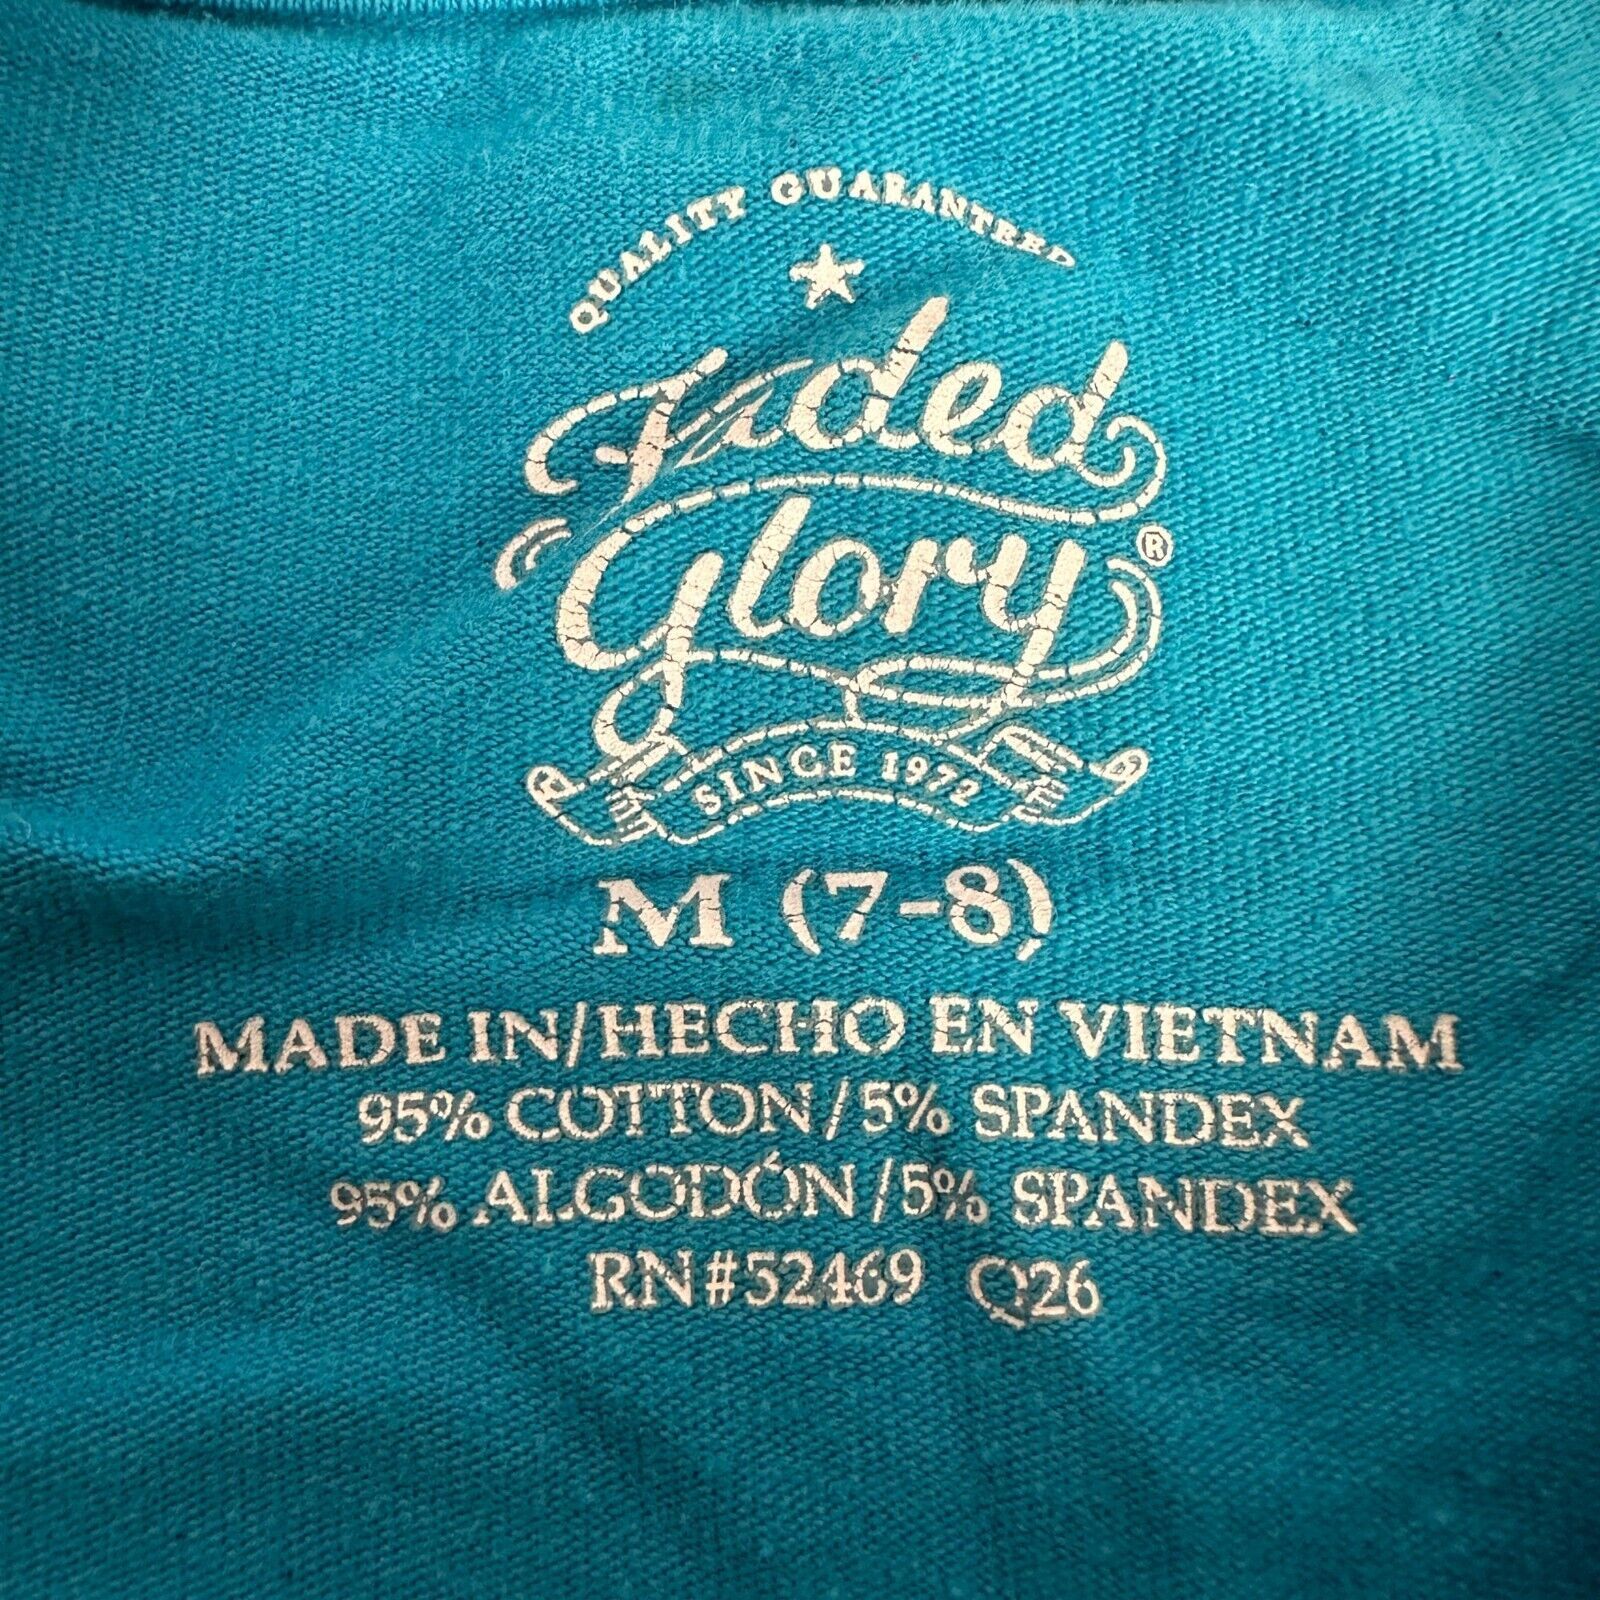 QUALITY GUARANTEED
Faded
Glory®
SINCE 1972
M (7-8)
MADE IN/HECHO EN VIETNAM
95% COTTON/5% SPANDEX
95% ALGODÓN/5% SPANDEX
RN#52469 Q26